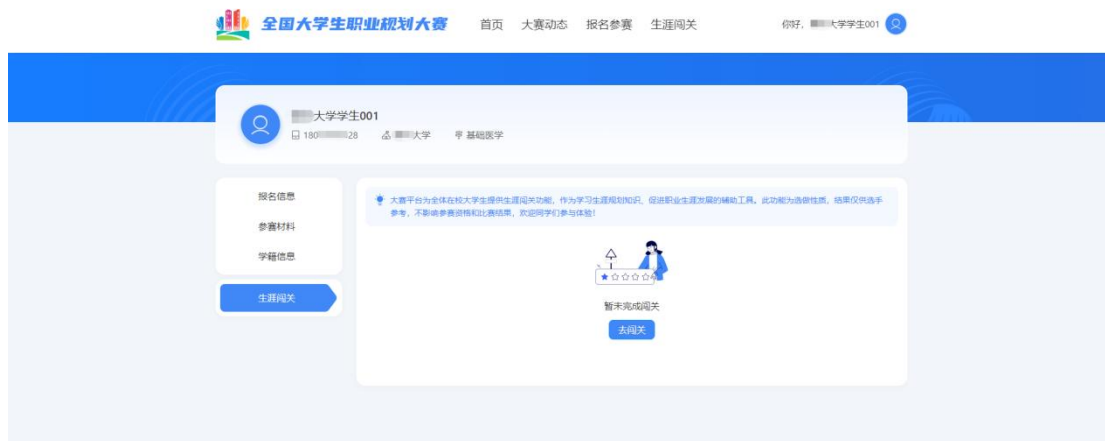 全国大学生职业规划大赛
首页 大赛动态 报名参赛 生涯闯关
你好, 大学学生001
大学学生001
180 28 大学 基础医学
报名信息
参赛材料
学籍信息
生涯闯关
大赛平台为全体在校大学生提供生涯闯关功能，作为学习生涯规划知识、促进职业生涯发展的辅助工具。此功能为选做性质，结果仅供选手
参考，不影响参赛资格和比赛结果，欢迎同学们参与体验！
暂未完成闯关
去闯关